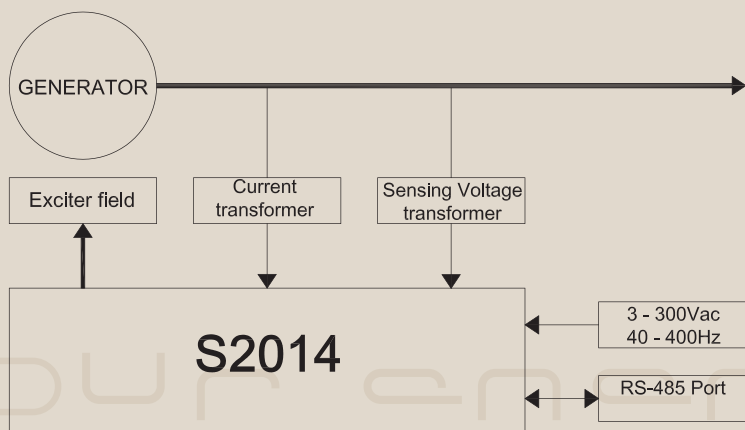 GENERATOR
Exciter field
Current
transformer
Sensing Voltage
transformer
S2014
3 - 300Vac
40 - 400Hz
RS-485 Port